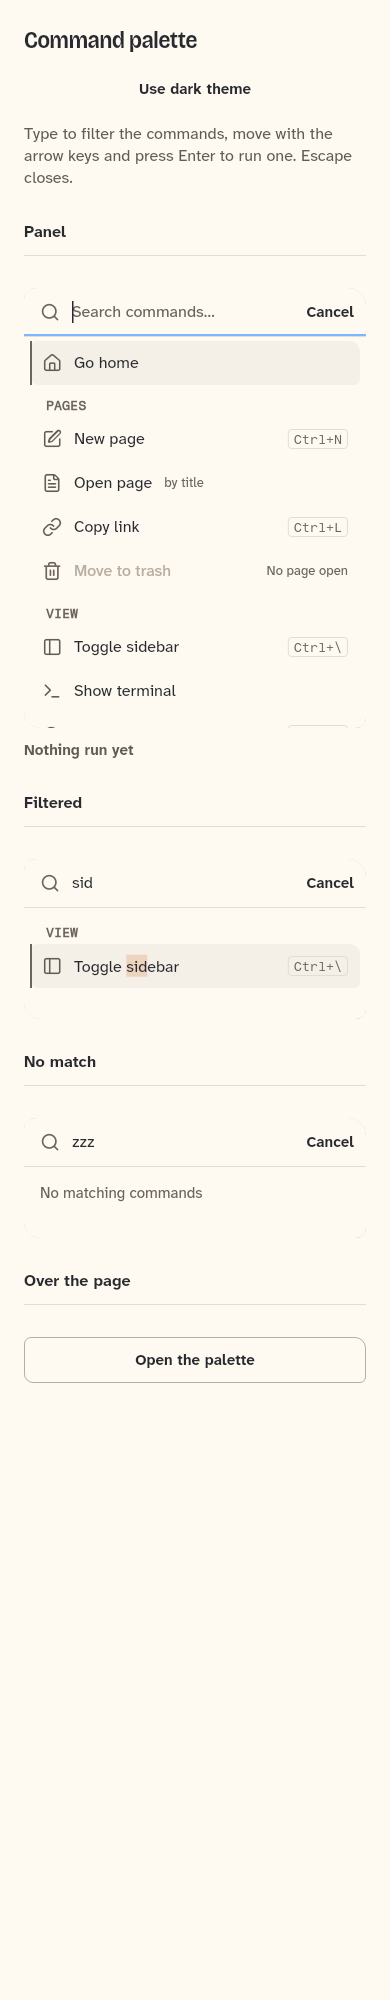 Command palette
Use dark theme
Type to filter the commands, move with the
arrow keys and press Enter to run one. Escape
closes.
Panel
Search commands... Cancel
Go home
PAGES
New page Ctrl+N
Open page by title
Copy link Ctrl+L
Move to trash No page open
VIEW
Toggle sidebar Ctrl+\
Show terminal
Nothing run yet
Filtered
sid Cancel
VIEW
Toggle sidebar Ctrl+\
No match
zzz Cancel
No matching commands
Over the page
Open the palette